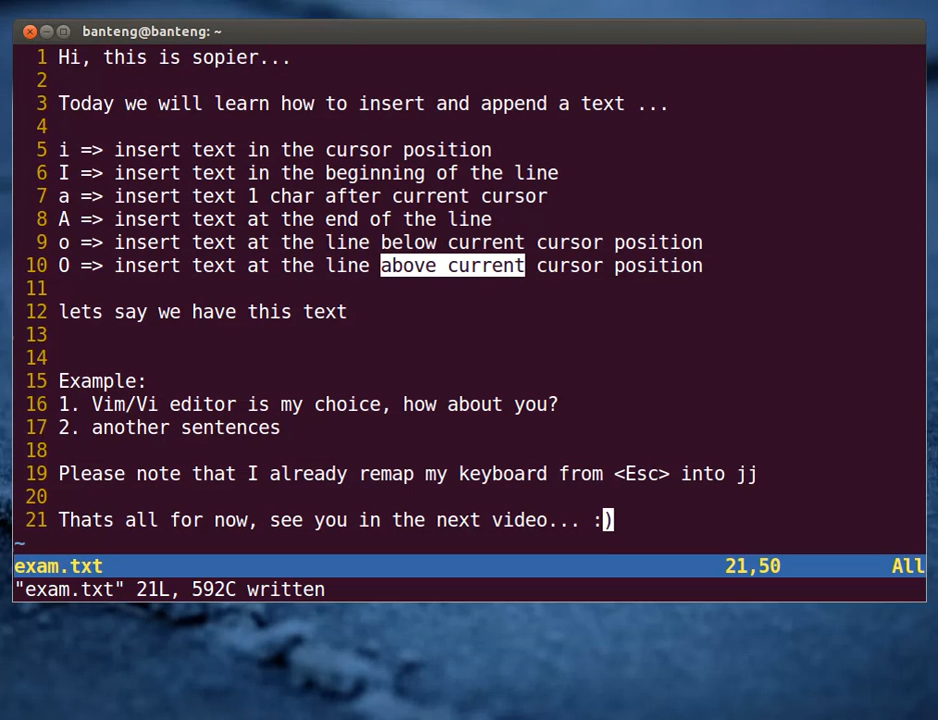 banteng@banteng: ~
1 Hi, this is sopier...
2
3 Today we will learn how to insert and append a text ...
4
5 i => insert text in the cursor position
6 I => insert text in the beginning of the line
7 a => insert text 1 char after current cursor
8 A => insert text at the end of the line
9 o => insert text at the line below current cursor position
10 O => insert text at the line above current cursor position
11
12 lets say we have this text
13
14
15 Example:
16 1. Vim/Vi editor is my choice, how about you?
17 2. another sentences
18
19 Please note that I already remap my keyboard from <Esc> into jj
20
21 Thats all for now, see you in the next video... :)
~
exam.txt 21,50 All
"exam.txt" 21L, 592C written